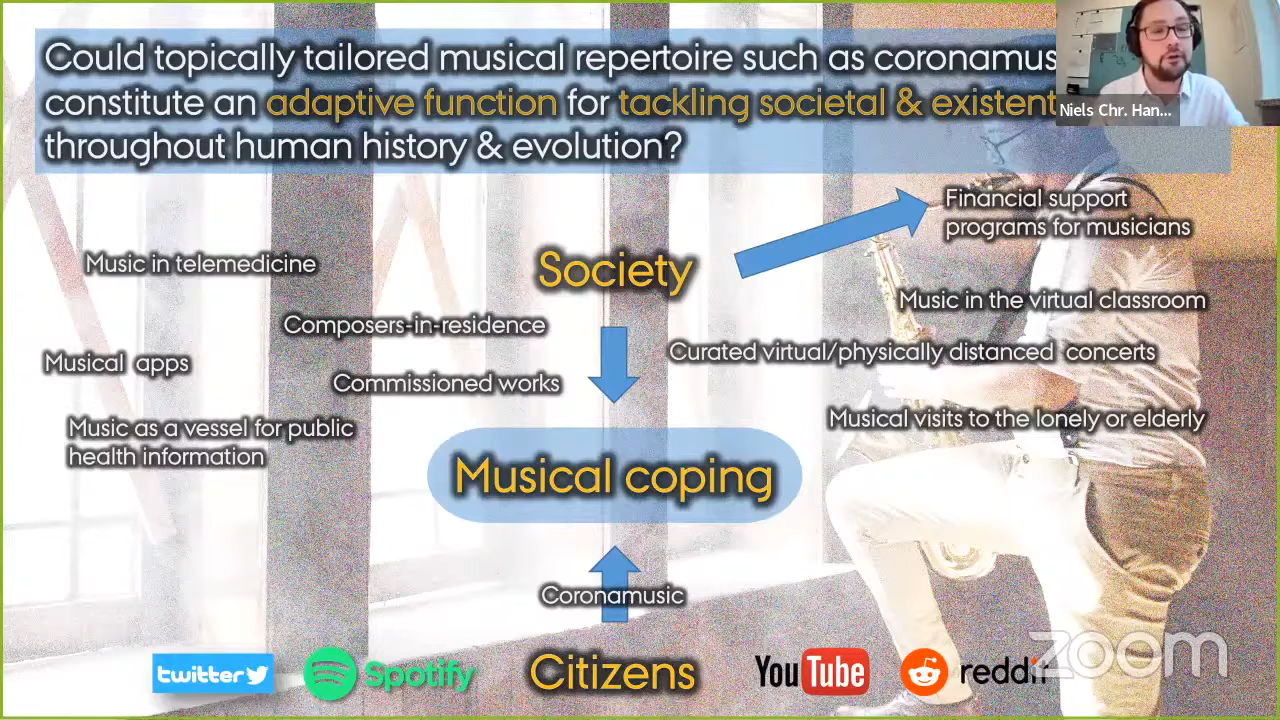 Could topically tailored musical repertoire such as coronamus
constitute an adaptive function for tackling societal & existent
throughout human history & evolution?
Niels Chr. Han...
Financial support
programs for musicians
Music in telemedicine
Society
Music in the virtual classroom
Composers-in-residence
Curated virtual/physically distanced concerts
Musical apps
Commissioned works
Musical visits to the lonely or elderly
Music as a vessel for public
health information
Musical coping
Coronamusic
twitter
Spotify
Citizens
YouTube
reddit
zoom